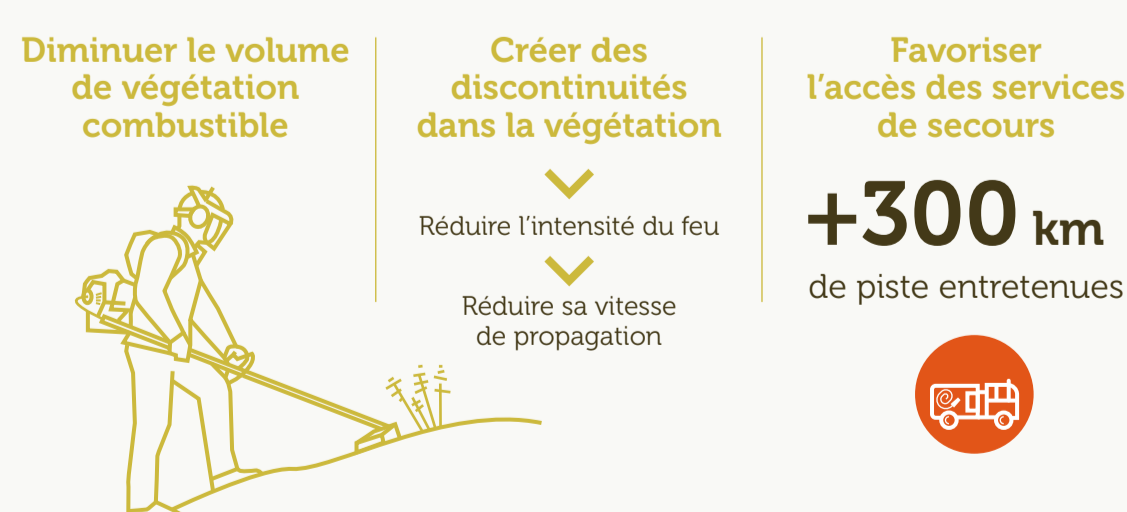 Diminuer le volume
de végétation
combustible
Créer des
discontinuités
dans la végétation
Réduire l'intensité du feu
Réduire sa vitesse
de propagation
Favoriser
l'accès des services
de secours
+300 km
de piste entretenues